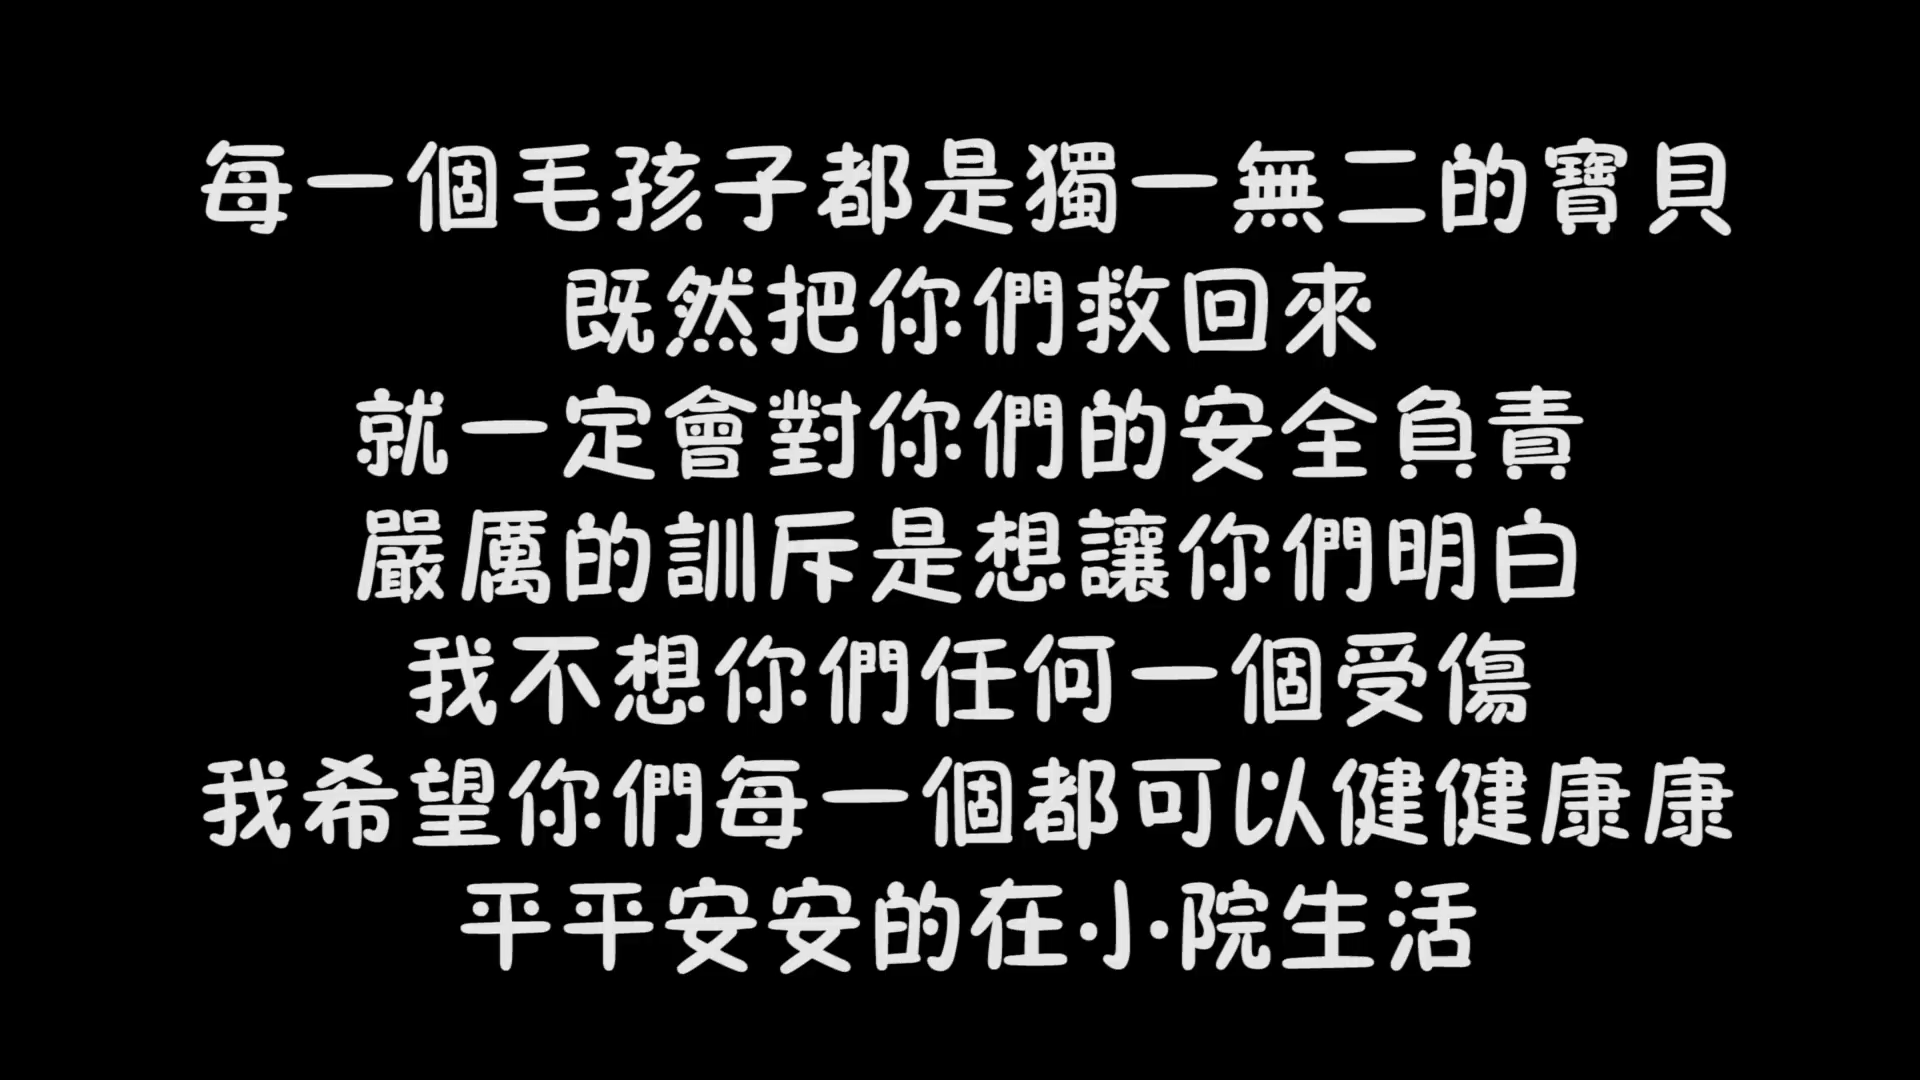 每一個毛孩子都是獨一無二的寶貝
既然把你們救回來
就一定會對你們的安全負責
嚴厲的訓斥是想讓你們明白
我不想你們任何一個受傷
我希望你們每一個都可以健健康康
平平安安的在小院生活